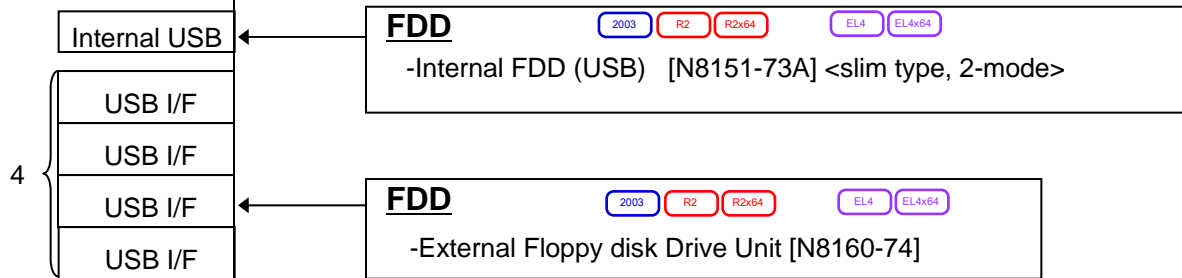 Internal USB
FDD 2003 R2 R2x64 EL4 EL4x64
-Internal FDD (USB) [N8151-73A] <slim type, 2-mode>
USB I/F
USB I/F
4
USB I/F
FDD 2003 R2 R2x64 EL4 EL4x64
-External Floppy disk Drive Unit [N8160-74]
USB I/F